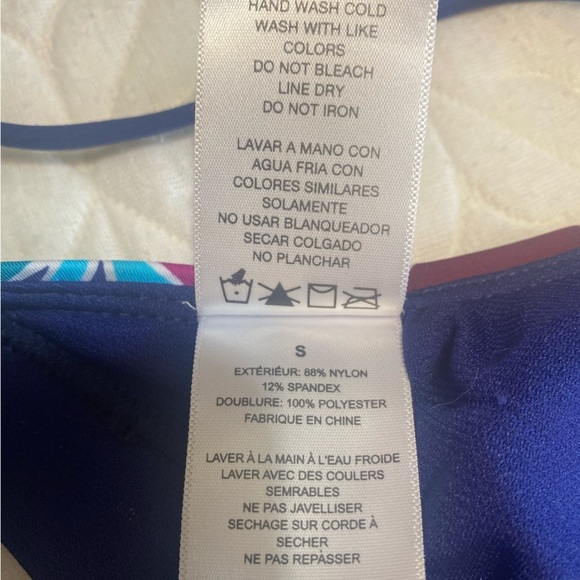 HAND WASH COLD
WASH WITH LIKE
COLORS
DO NOT BLEACH
LINE DRY
DO NOT IRON
LAVAR A MANO CON
AGUA FRIA CON
COLORES SIMILARES
SOLAMENTE
NO USAR BLANQUEADOR
SECAR COLGADO
NO PLANCHAR
S
EXTÉRIÉUR: 88% NYLON
12% SPANDEX
DOUBLURE: 100% POLYESTER
FABRIQUE EN CHINE
LAVER À LA MAIN À L'EAU FROIDE
LAVER AVEC DES COULERS
SEMRABLES
NE PAS JAVELLISER
SECHAGE SUR CORDE À
SECHER
NE PAS REPÀSSER